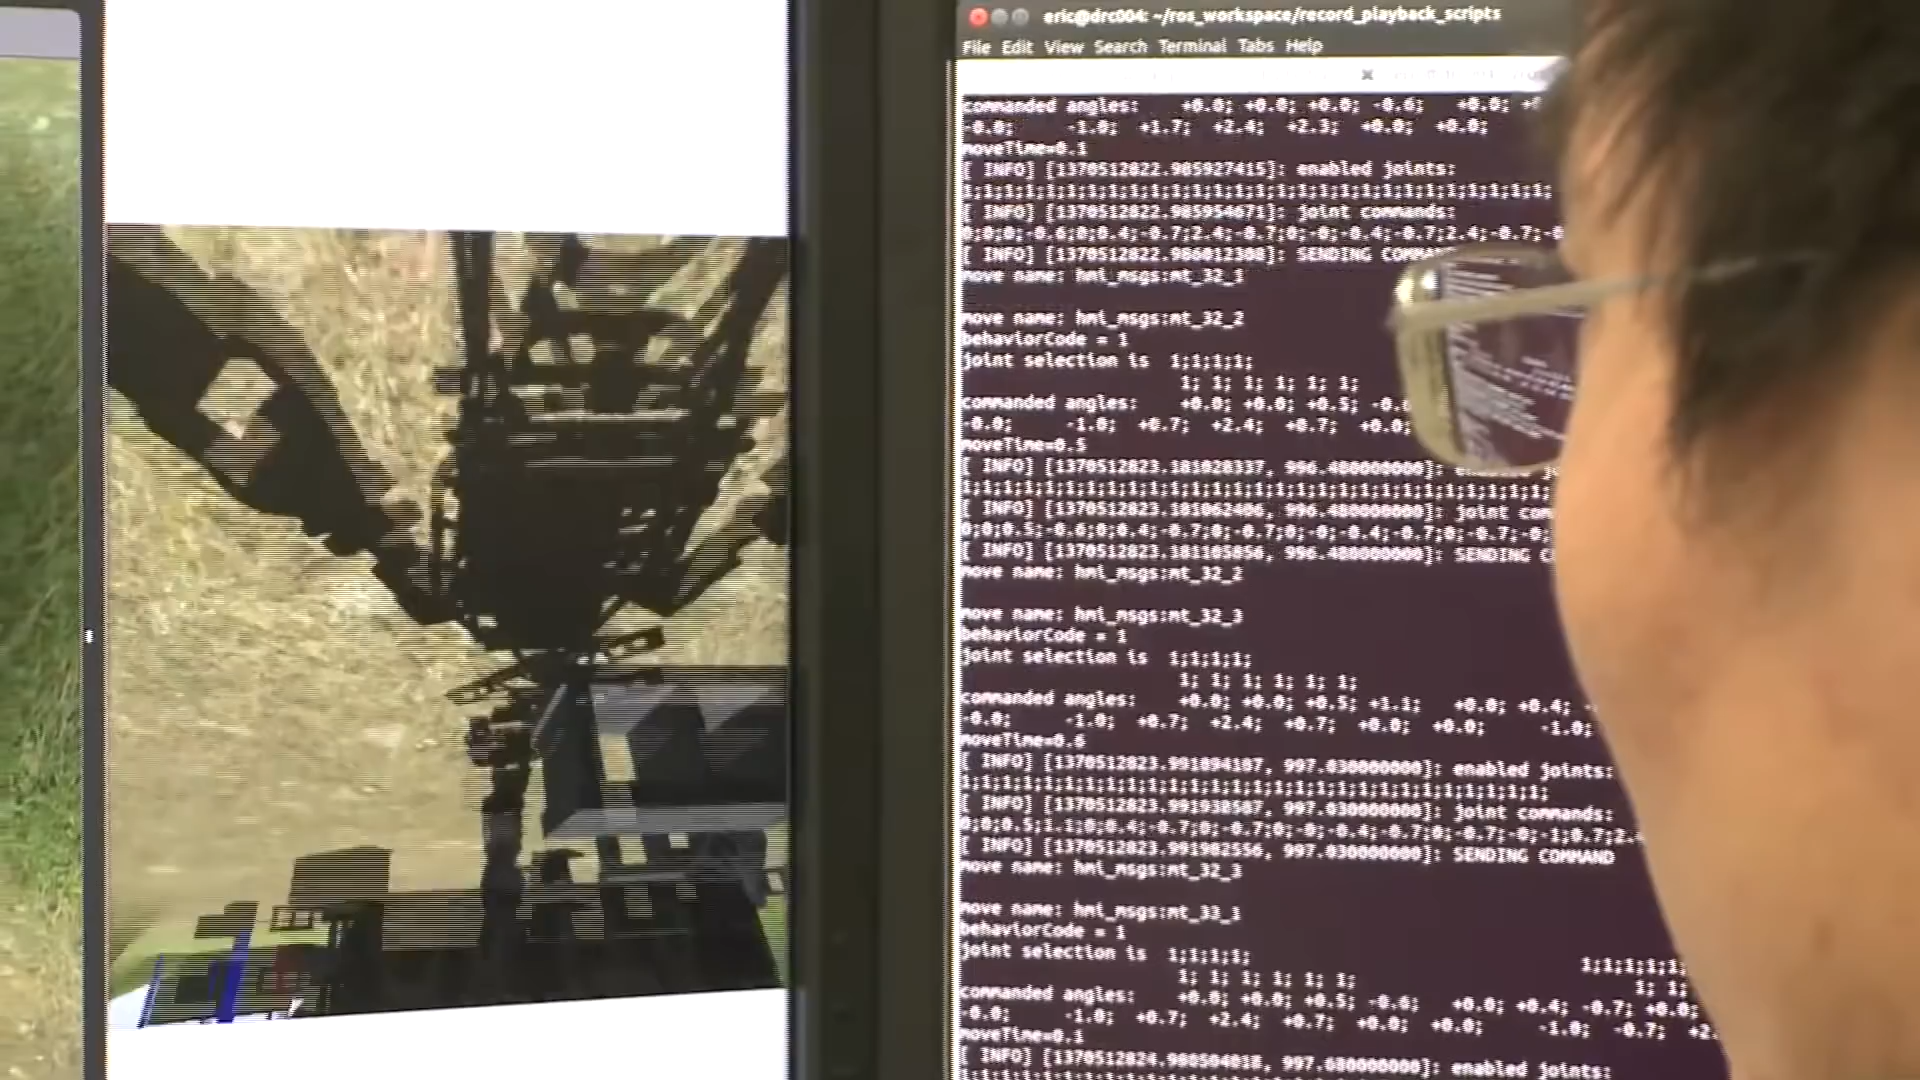 eric@drc004: ~/ros_workspace/record_playback_scripts
File Edit View Search Terminal Tabs Help
commanded angles: +0.0; +0.0; +0.0; -0.6; +0.0;
-0.0; -1.0; +1.7; +2.4; +2.3; +0.0; +0.0;
moveTime=0.1
[ INFO] [1370512822.985927415]: enabled joints:
1;1;1;1;1;1;1;1;1;1;1;1;1;1;1;1;1;1;1;1;1;1;1;1;1;1;1;1;
[ INFO] [1370512822.985954671]: joint commands:
0;0;0;-0.6;0;0.4;-0.7;2.4;-0.7;0;-0;-0.4;-0.7;2.4;-0.7;-0
[ INFO] [1370512822.986012308]: SENDING COMMA
move name: hmi_msgs:mt_32_1
move name: hmi_msgs:mt_32_2
behaviorCode = 1
joint selection is 1;1;1;1;
1; 1; 1; 1; 1; 1;
commanded angles: +0.0; +0.0; +0.5; -0.6
-0.0; -1.0; +0.7; +2.4; +0.7; +0.0;
moveTime=0.5
[ INFO] [1370512823.181028337, 996.480000000]: enabled jo
1;1;1;1;1;1;1;1;1;1;1;1;1;1;1;1;1;1;1;1;1;1;1;1;1;1;1;1;
[ INFO] [1370512823.181062406, 996.480000000]: joint com
0;0;0.5;-0.6;0;0.4;-0.7;0;-0.7;0;-0;-0.4;-0.7;0;-0.7;-0;
[ INFO] [1370512823.181105856, 996.480000000]: SENDING C
move name: hmi_msgs:mt_32_2
move name: hmi_msgs:mt_32_3
behaviorCode = 1
joint selection is 1;1;1;1;
1; 1; 1; 1; 1; 1;
commanded angles: +0.0; +0.0; +0.5; +1.1; +0.0; +0.4;
-0.0; -1.0; +0.7; +2.4; +0.7; +0.0; +0.0; -1.0;
moveTime=0.6
[ INFO] [1370512823.991894187, 997.030000000]: enabled joints:
1;1;1;1;1;1;1;1;1;1;1;1;1;1;1;1;1;1;1;1;1;1;1;1;1;1;1;1;
[ INFO] [1370512823.991938587, 997.030000000]: joint commands:
0;0;0.5;1.1;0;0.4;-0.7;0;-0.7;0;-0;-0.4;-0.7;0;-0.7;-0;-1;0.7;2.
[ INFO] [1370512823.991982556, 997.030000000]: SENDING COMMAND
move name: hmi_msgs:mt_32_3
move name: hmi_msgs:mt_33_1
behaviorCode = 1
joint selection is 1;1;1;1; 1;1;1;1;1;
1; 1; 1; 1; 1; 1; 1; 1;
commanded angles: +0.0; +0.0; +0.5; -0.6; +0.0; +0.4; -0.7; +0.0;
-0.0; -1.0; +0.7; +2.4; +0.7; +0.0; +0.0; -1.0; -0.7; +2.
moveTime=0.1
[ INFO] [1370512824.980504018, 997.680000000]: enabled joints: